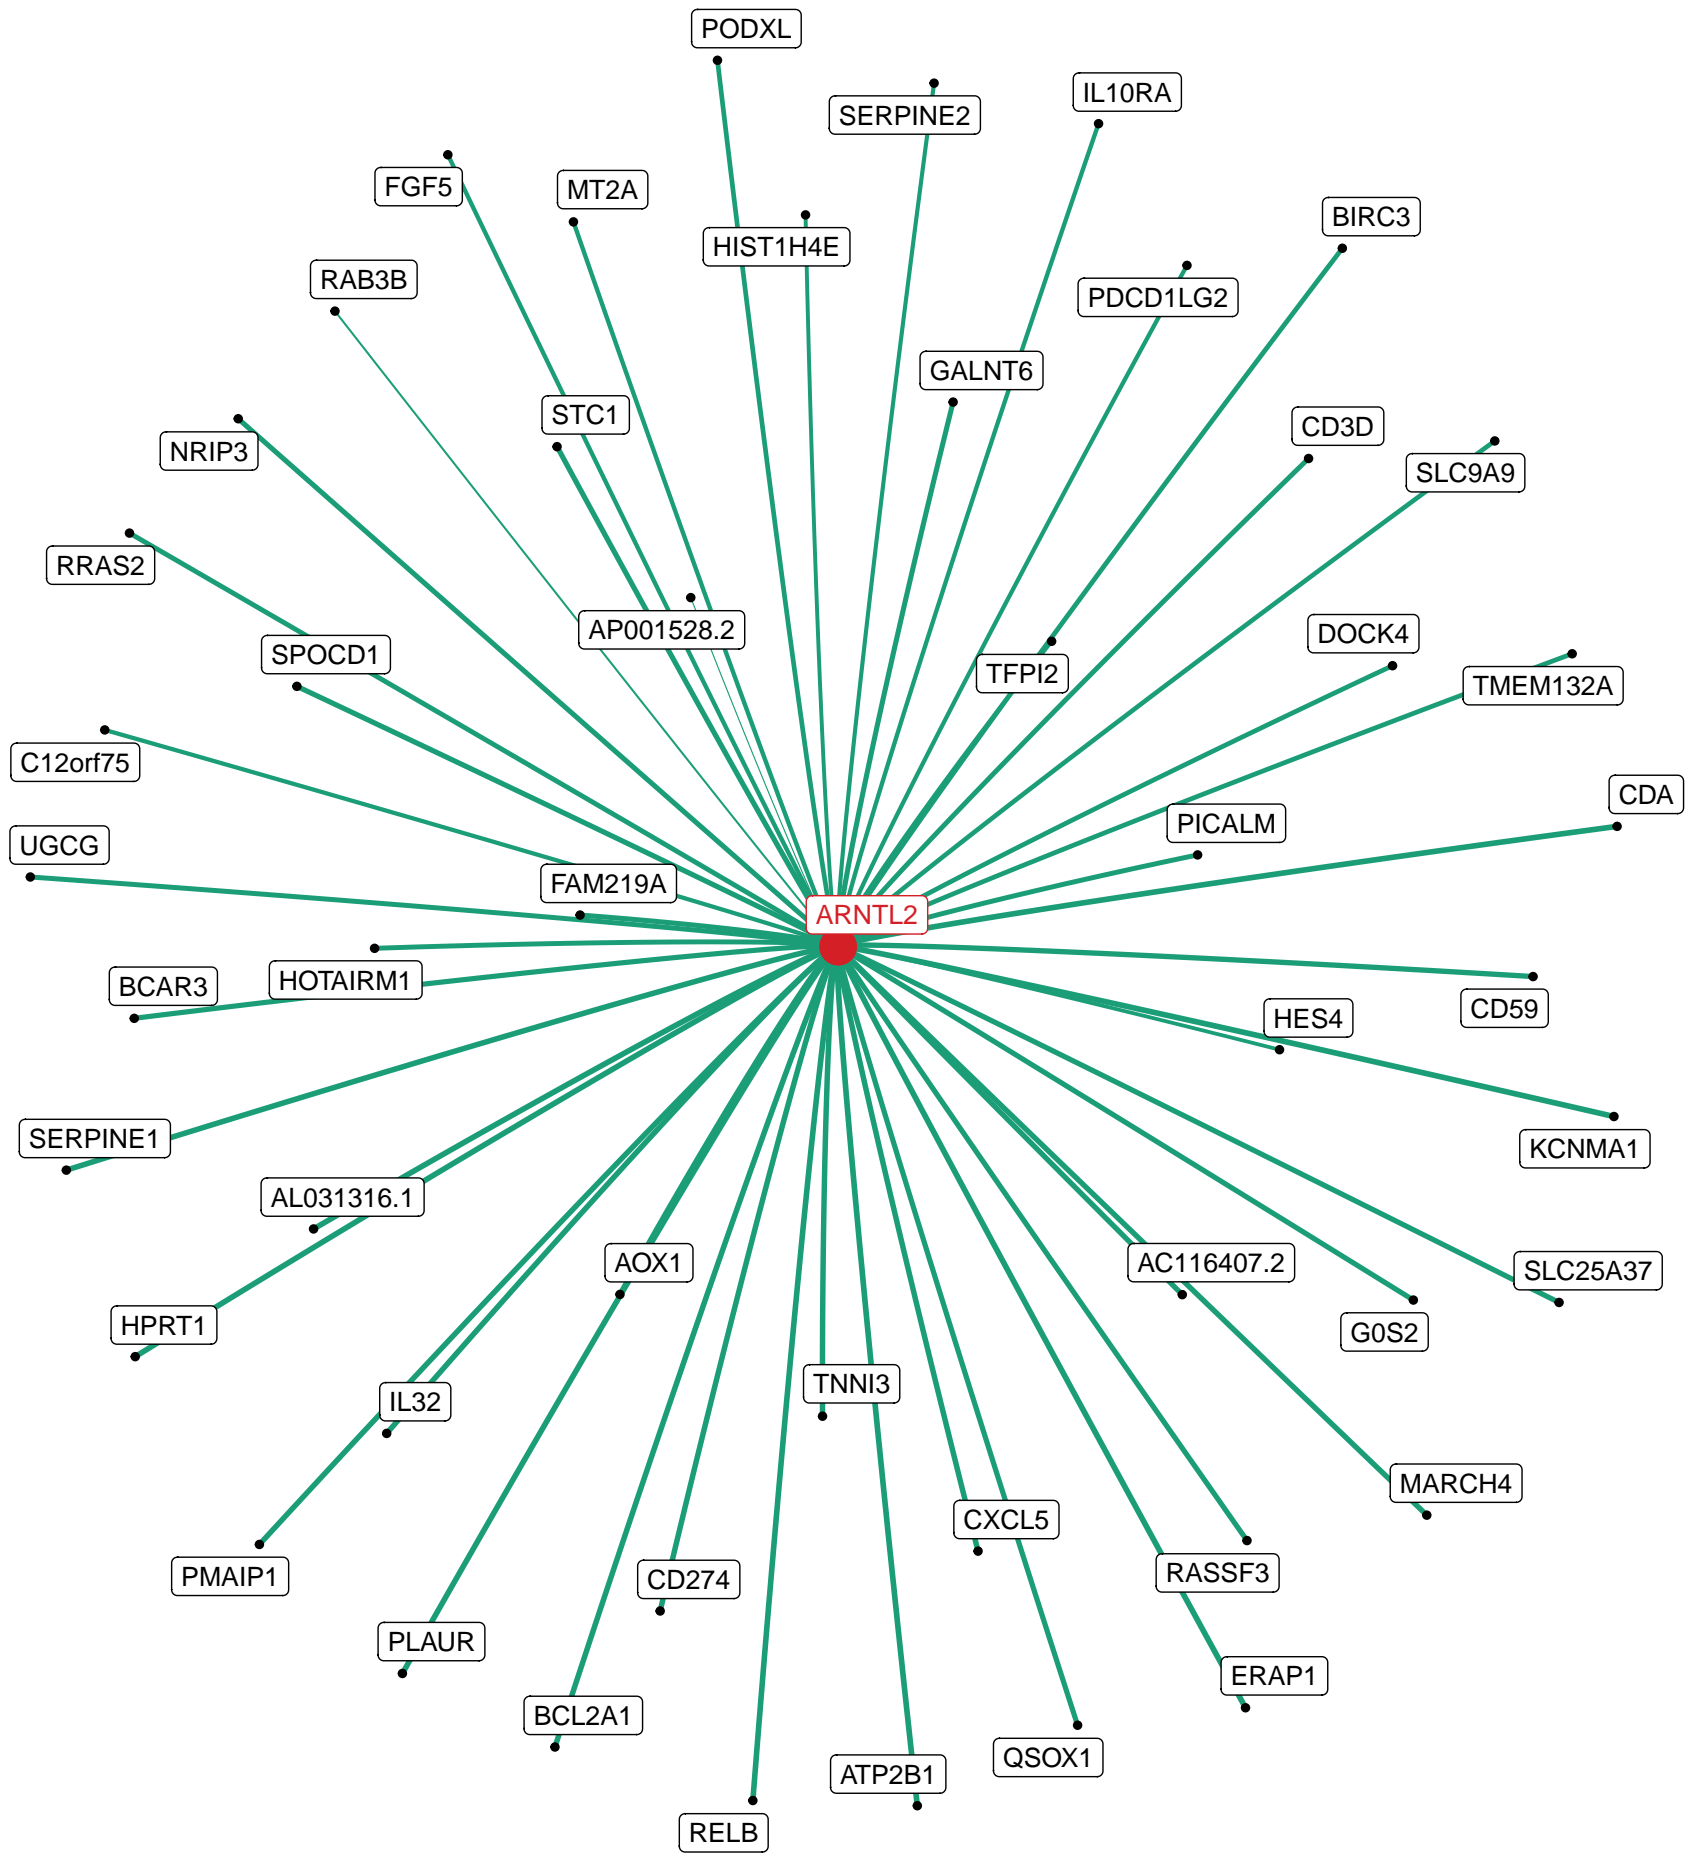 PODXL
IL10RA
SERPINE2
FGF5
MT2A
BIRC3
HIST1H4E
RAB3B
PDCD1LG2
GALNT6
STC1
CD3D
NRIP3
SLC9A9
RRAS2
AP001528.2
DOCK4
SPOCD1
TFPI2
TMEM132A
C12orf75
CDA
PICALM
UGCG
FAM219A
ARNTL2
HOTAIRM1
BCAR3
CD59
HES4
SERPINE1
KCNMA1
AL031316.1
AOX1
AC116407.2
SLC25A37
HPRT1
G0S2
TNNI3
IL32
MARCH4
CXCL5
RASSF3
PMAIP1
CD274
PLAUR
ERAP1
BCL2A1
QSOX1
ATP2B1
RELB